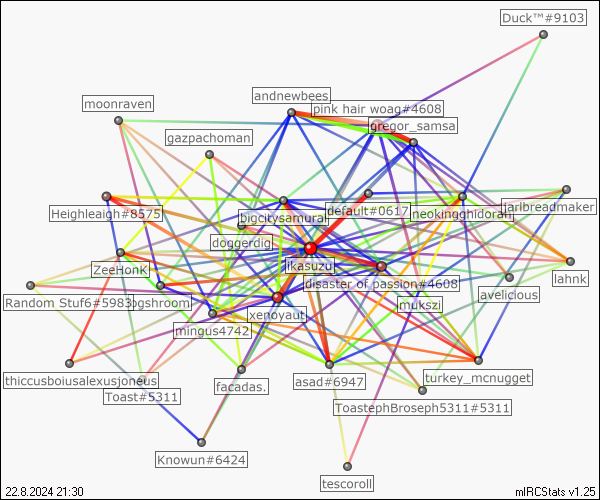 Duck™#9103
andnewbees
moonraven
pink hair woag#4608
gregor_samsa
gazpachoman
Heighleigh#8575
bigcitysamurai
default#0617
neokingghidorah
jarlbreadmaker
doggerdig
ZeeHonk
ikasuzu
lahnk
disaster of passion#4608
avelicious
Random Stuf6#5983
bgshroom
mukszi
xenoyaut
mingus4742
thiccusboiusalexusjoneus
facadas.
asad#6947
turkey_mcnugget
Toast#5311
ToastephBroseph5311#5311
Knowun#6424
tescoroll
22.8.2024 21:30
mIRCStats v1.25